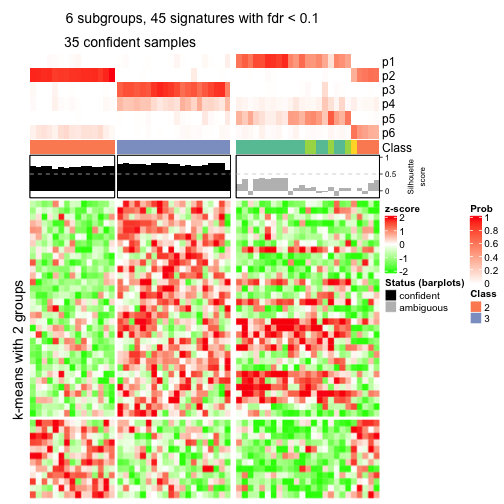 6 subgroups, 45 signatures with fdr < 0.1
35 confident samples
p1
p2
p3
p4
p5
p6
Class
1
0.5
0
Silhouette
score
k-means with 2 groups
z-score
2
1
0
-1
-2
Status (barplots)
confident
ambiguous
Prob
1
0.8
0.6
0.4
0.2
0
Class
2
3